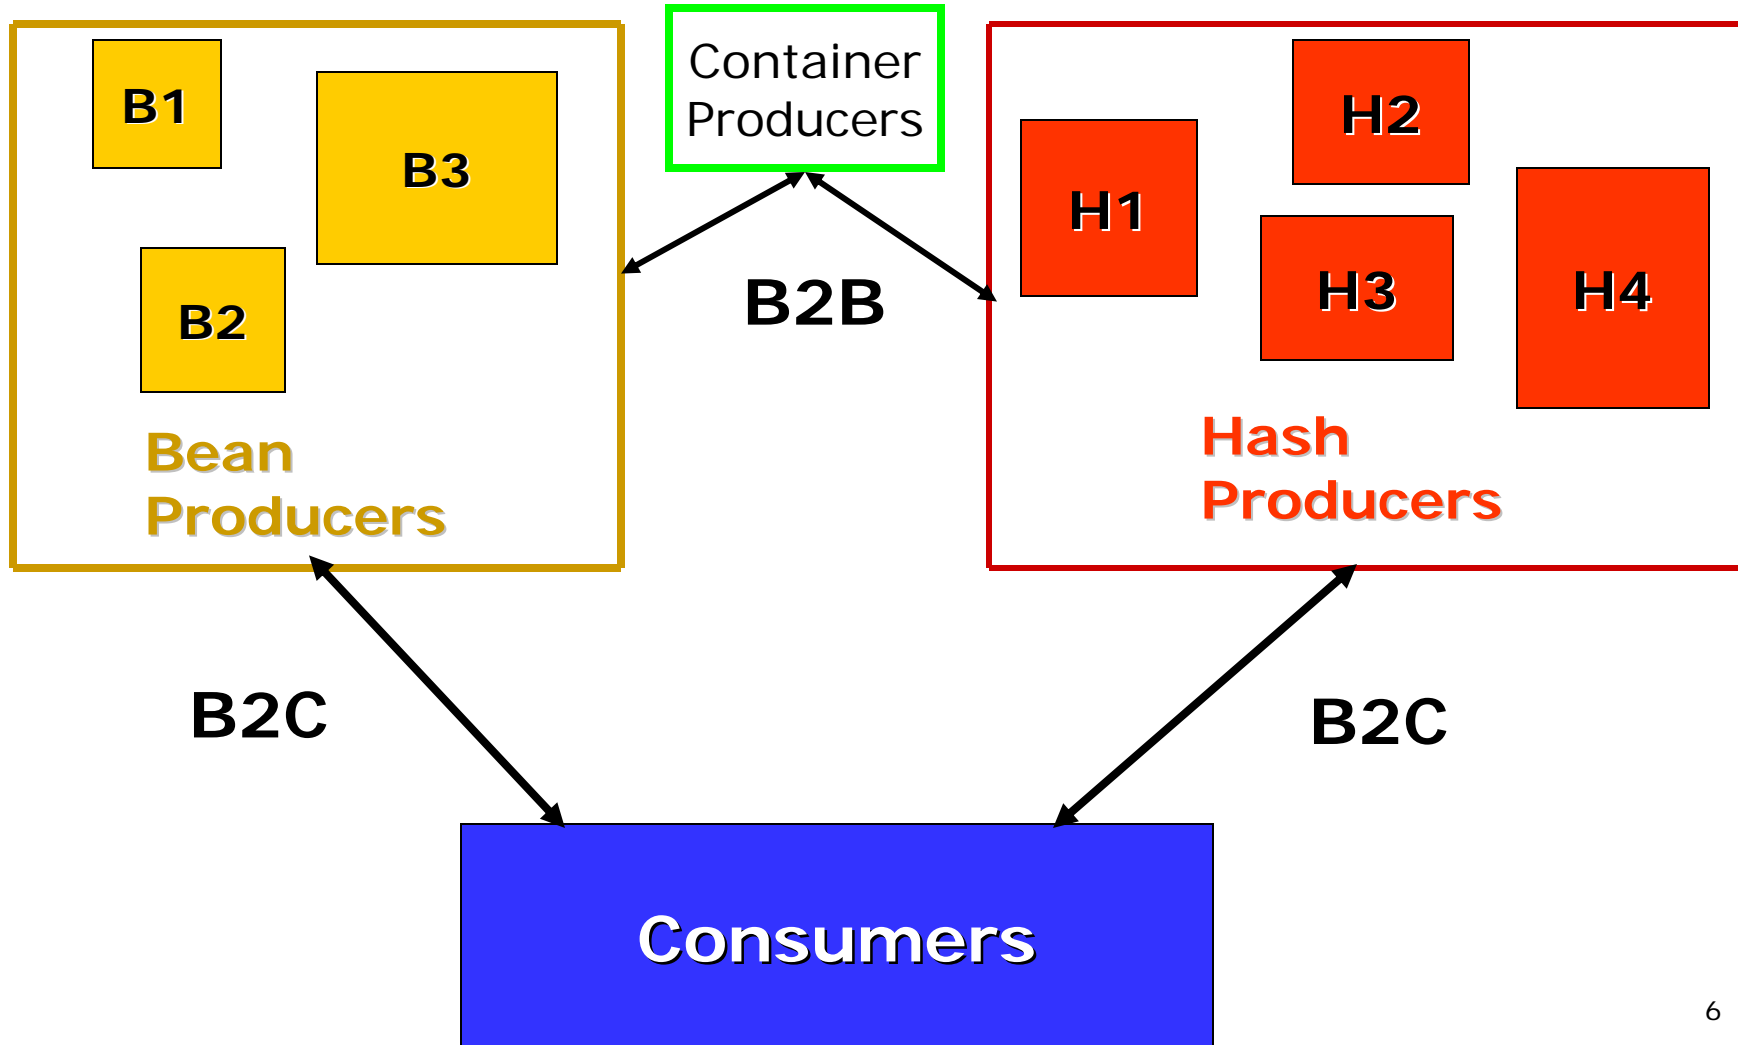 Container
Producers
B1
B3
B2
Bean
Producers
B2B
H2
H1
H3
H4
Hash
Producers
B2C
B2C
Consumers
6